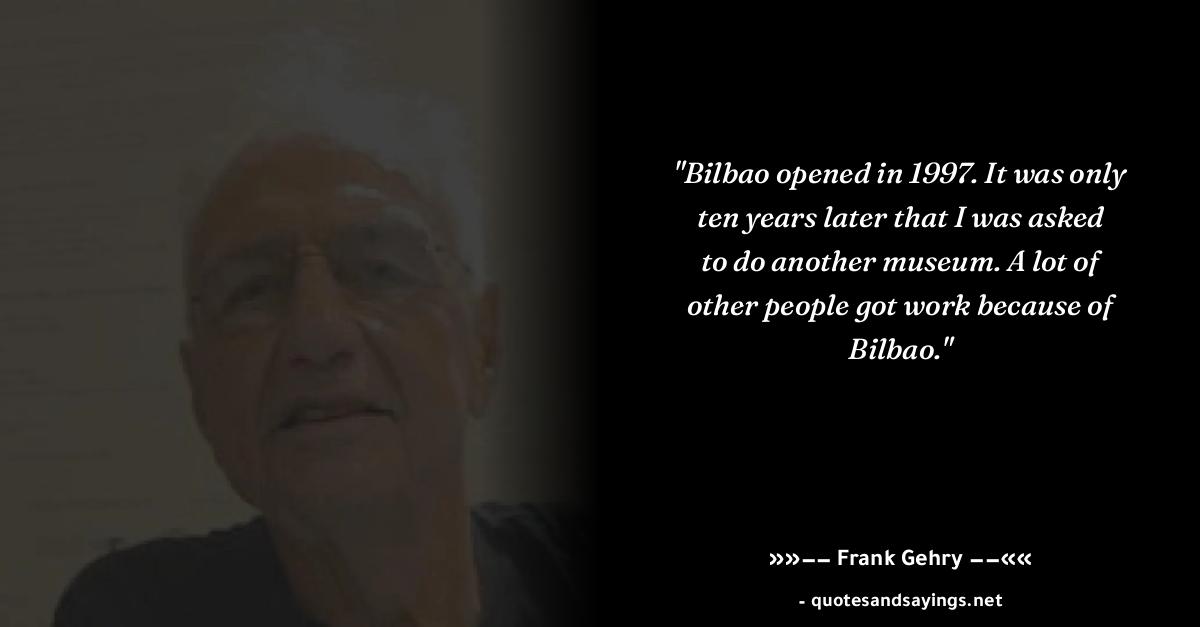 "Bilbao opened in 1997. It was only
ten years later that I was asked
to do another museum. A lot of
other people got work because of
Bilbao."
»»–– Frank Gehry ––««
- quotesandsayings.net